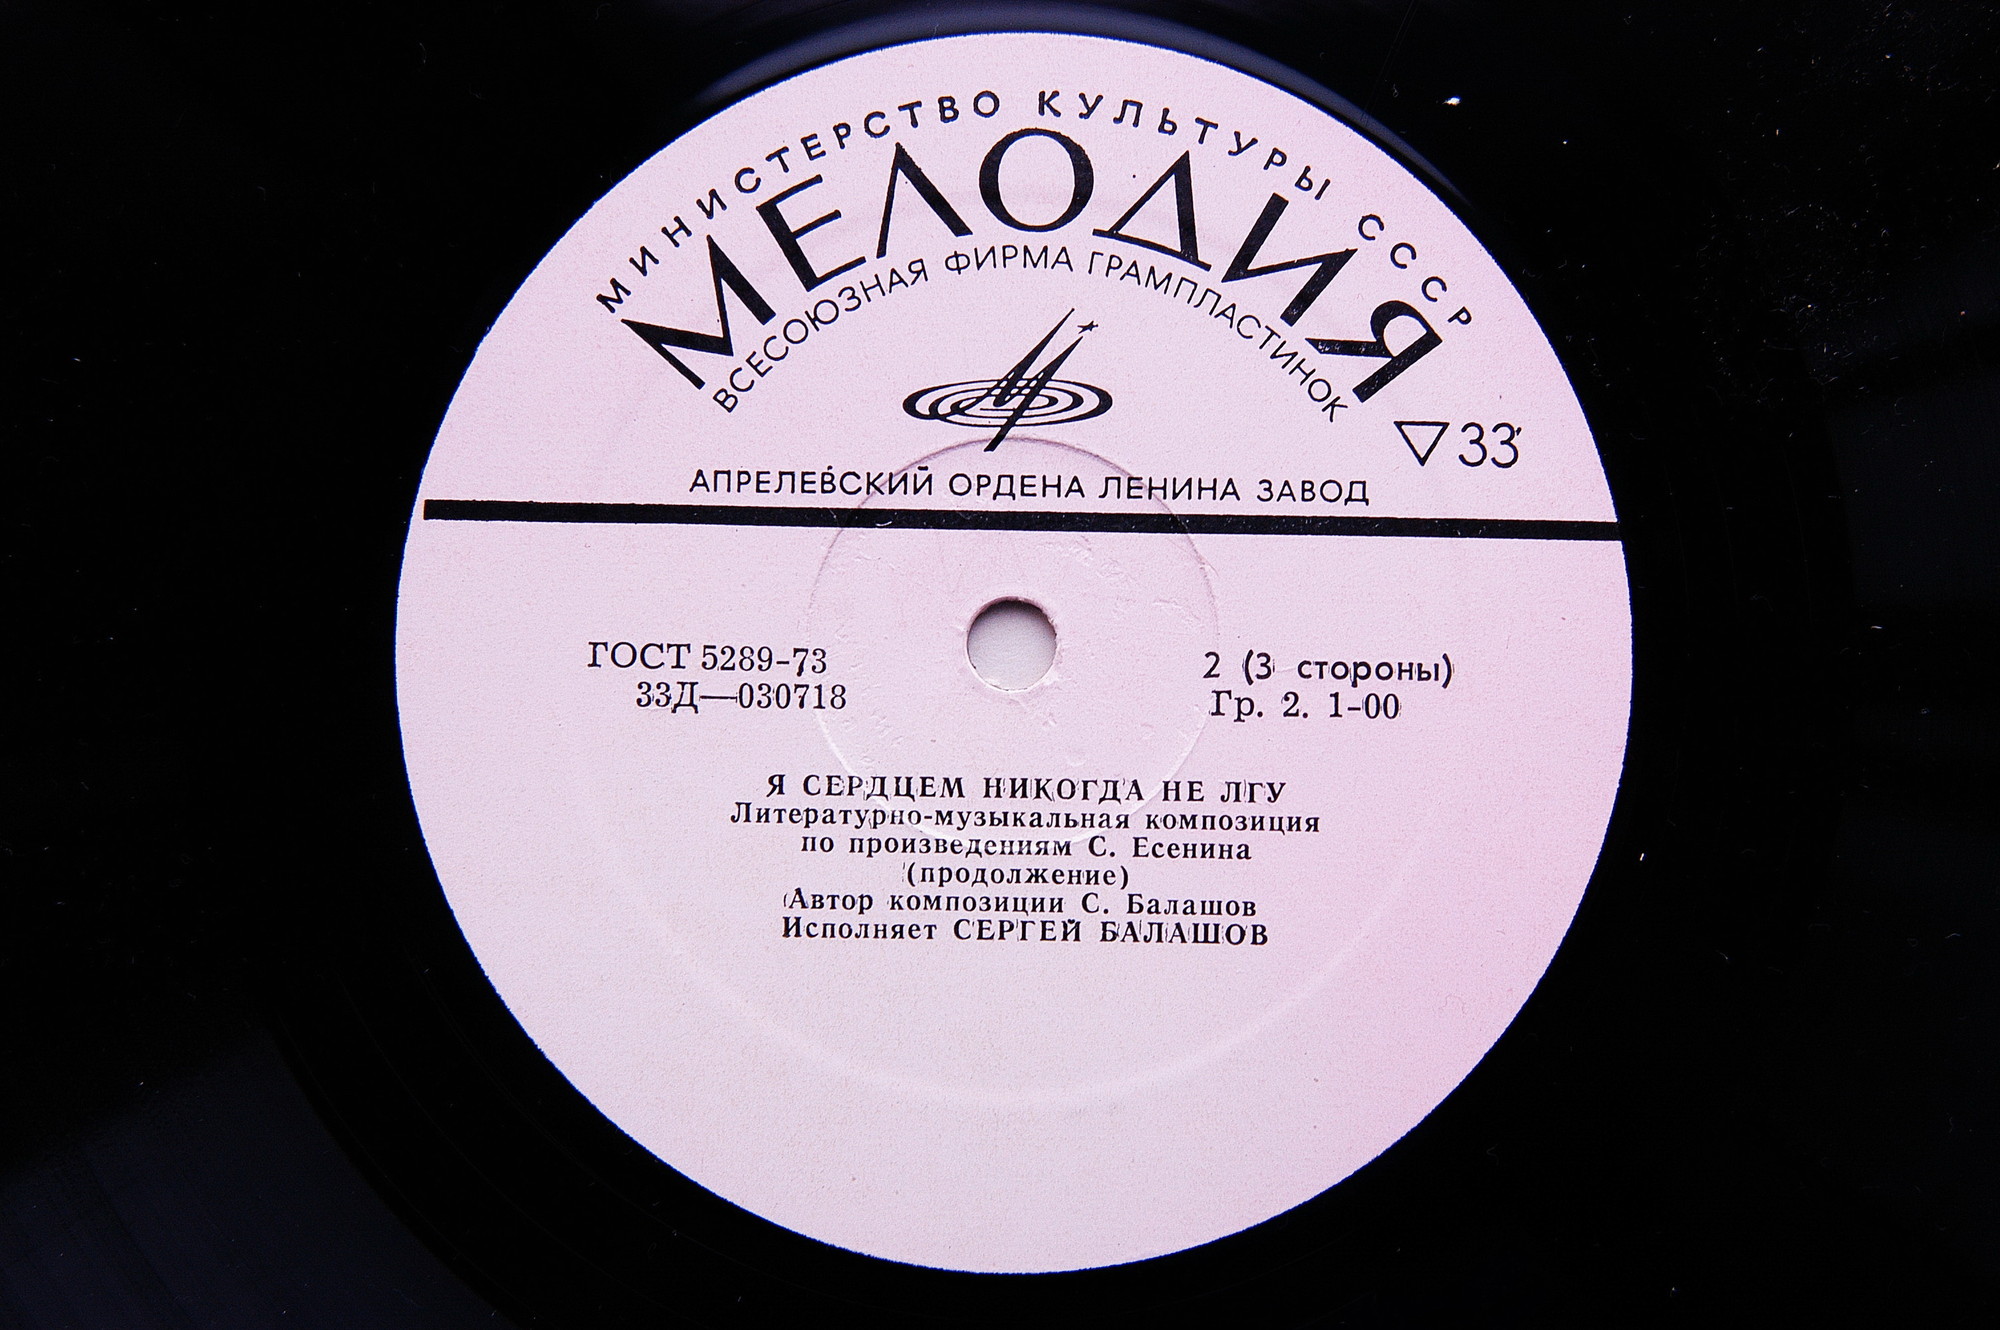 МИНИСТЕРСТВО КУЛЬТУРЫ СССР
МЕЛОДИЯ
ВСЕСОЮЗНАЯ ФИРМА ГРАМПЛАСТИНОК
▽33
АПРЕЛЕВСКИЙ ОРДЕНА ЛЕНИНА ЗАВОД
ГОСТ 5289-73
33Д—030718
2 (3 стороны)
Гр. 2. 1-00
Я СЕРДЦЕМ НИКОГДА НЕ ЛГУ
Литературно-музыкальная композиция
по произведениям С. Есенина
(продолжение)
Автор композиции С. Балашов
Исполняет СЕРГЕЙ БАЛАШОВ